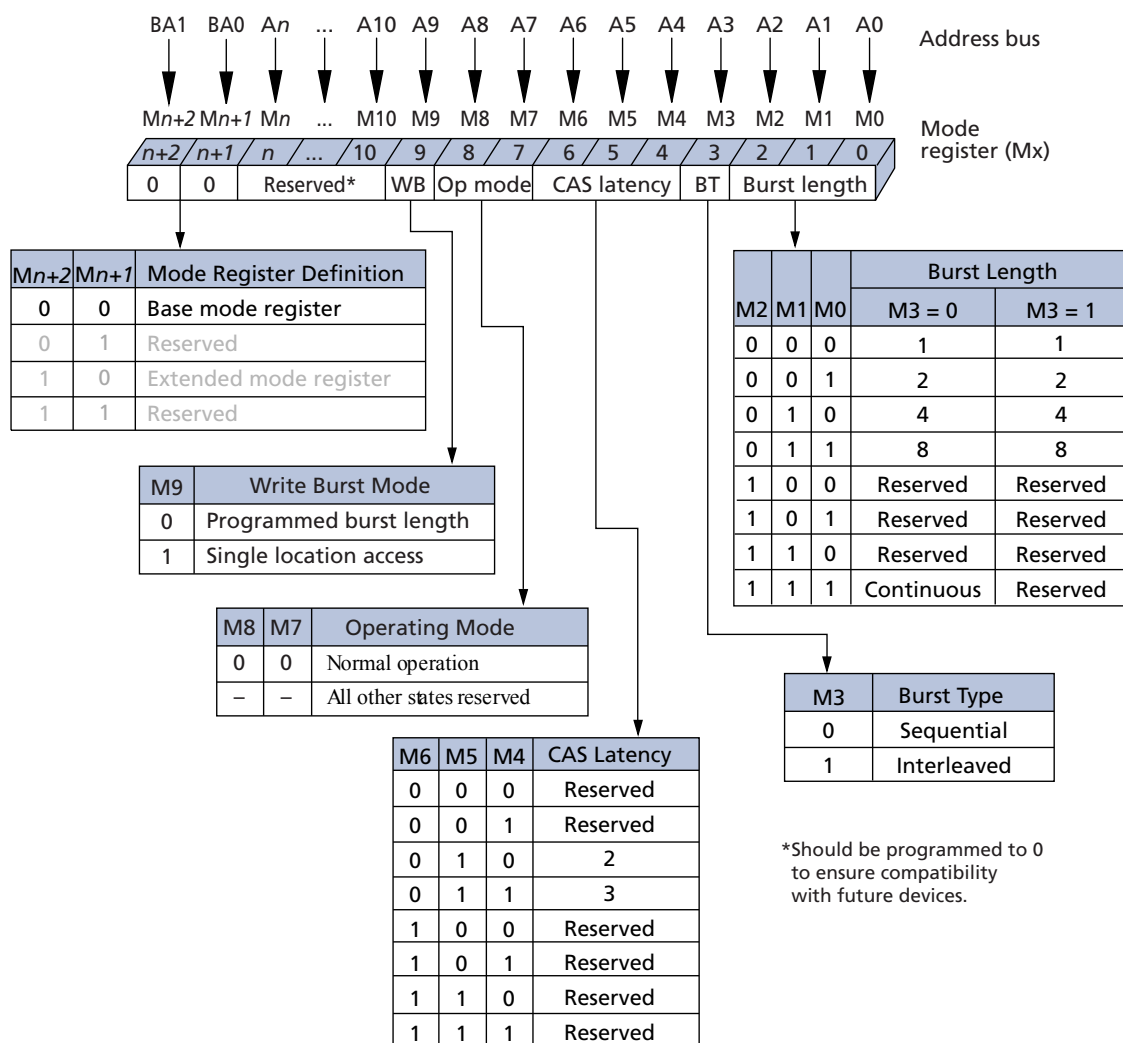 BA1 BA0 An ... A10 A9 A8 A7 A6 A5 A4 A3 A2 A1 A0 Address bus
Mn+2 Mn+1 Mn ... M10 M9 M8 M7 M6 M5 M4 M3 M2 M1 M0 Mode
register (Mx)
n+2 n+1 n ... 10 9 8 7 6 5 4 3 2 1 0
0 0 Reserved* WB Op mode CAS latency BT Burst length
Mn+2 Mn+1 Mode Register Definition
0 0 Base mode register
0 1 Reserved
1 0 Extended mode register
1 1 Reserved
Burst Length
M2 M1 M0 M3 = 0 M3 = 1
0 0 0 1 1
0 0 1 2 2
0 1 0 4 4
0 1 1 8 8
1 0 0 Reserved Reserved
1 0 1 Reserved Reserved
1 1 0 Reserved Reserved
1 1 1 Continuous Reserved
M9 Write Burst Mode
0 Programmed burst length
1 Single location access
M8 M7 Operating Mode
0 0 Normal operation
– – All other states reserved
M3 Burst Type
0 Sequential
1 Interleaved
M6 M5 M4 CAS Latency
0 0 0 Reserved
0 0 1 Reserved
0 1 0 2
0 1 1 3
1 0 0 Reserved
1 0 1 Reserved
1 1 0 Reserved
1 1 1 Reserved
*Should be programmed to 0
to ensure compatibility
with future devices.